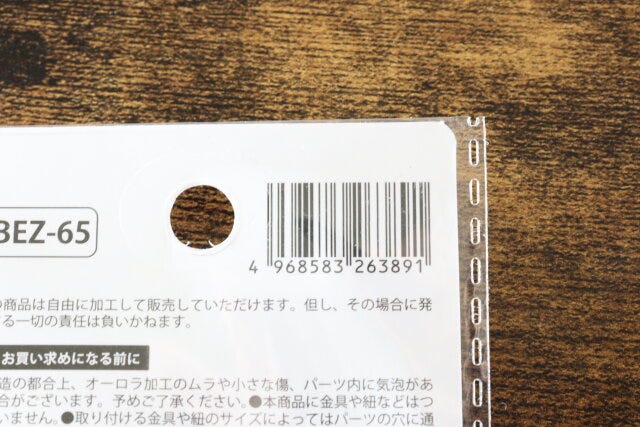 BEZ-65
4 968583 263891
商品は自由に加工して販売していただけます。但し、その場合に発
る一切の責任は負いかねます。
お買い求めになる前に
造の都合上、オーロラ加工のムラや小さな傷、パーツ内に気泡があ
合がございます。予めご了承ください。●本商品に金具や紐などはつ
いません。●取り付ける金具や紐のサイズによってはパーツの穴に通